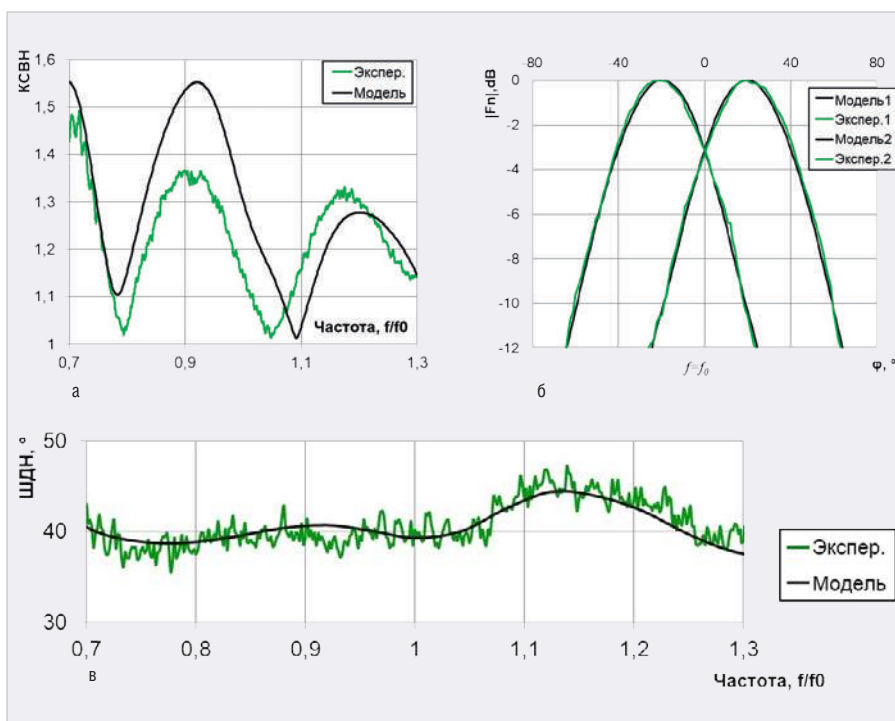 КСВН
1,6
1,5
1,4
1,3
1,2
1,1
1
Экспер.
Модель
Частота, f/f0
0,7
0,9
1,1
1,3
а
-80
-40
0
40
80
|Fn|,dB
0
-2
-4
-6
-8
-10
-12
Модель1
Экспер.1
Модель2
Экспер.2
f=f0
φ, °
б
ШДН, °
50
40
30
0,7
0,8
0,9
1
1,1
1,2
1,3
Экспер.
Модель
Частота, f/f0
в